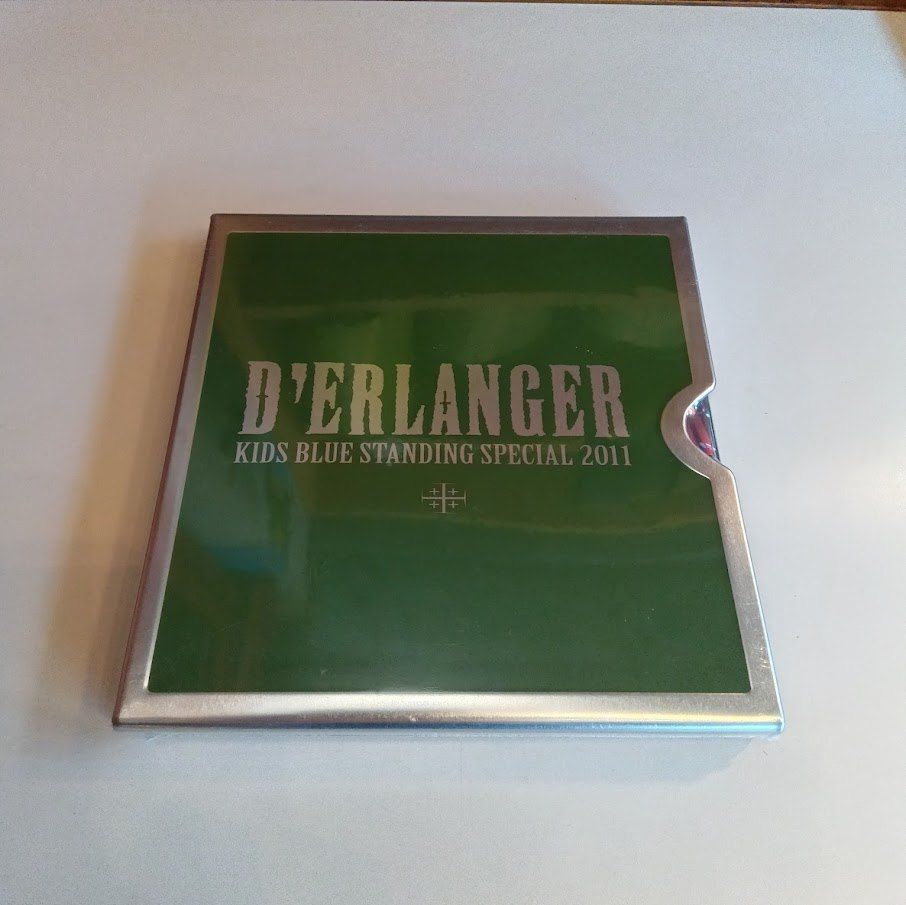 D'ERLANGER
KIDS BLUE STANDING SPECIAL 2011